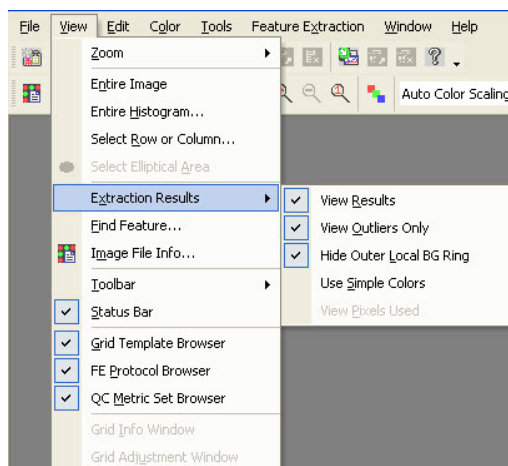 File View Edit Color Tools Feature Extraction Window Help
Zoom
Entire Image
Entire Histogram...
Select Row or Column...
Select Elliptical Area
Extraction Results
Find Feature...
Image File Info...
Toolbar
Status Bar
Grid Template Browser
FE Protocol Browser
QC Metric Set Browser
Grid Info Window
Grid Adjustment Window
Auto Color Scaling
View Results
View Outliers Only
Hide Outer Local BG Ring
Use Simple Colors
View Pixels Used